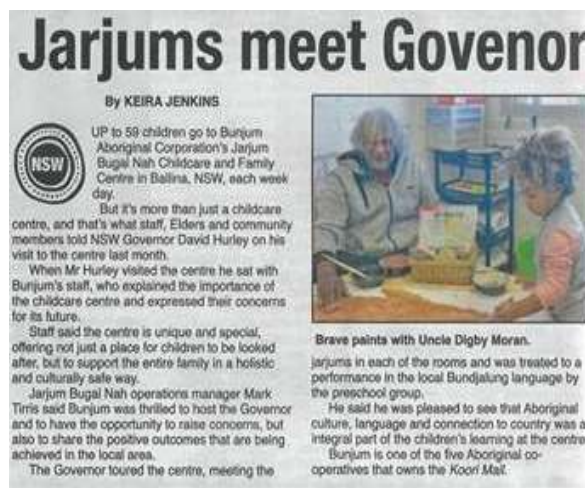 Jarjums meet Govenor
By KEIRA JENKINS
NSW
UP to 59 children go to Bunjum
Aboriginal Corporation's Jarjum
Bugal Nah Childcare and Family
Centre in Ballina, NSW, each week
day.
But it's more than just a childcare
centre, and that's what staff, Elders and community
members told NSW Governor David Hurley on his
visit to the centre last month.
When Mr Hurley visited the centre he sat with
Bunjum's staff, who explained the importance of
the childcare centre and expressed their concerns
for its future.
Staff said the centre is unique and special,
offering not just a place for children to be looked
after, but to support the entire family in a holistic
and culturally safe way.
Jarjum Bugal Nah operations manager Mark
Tirris said Bunjum was thrilled to host the Governor
and to have the opportunity to raise concerns, but
also to share the positive outcomes that are being
achieved in the local area.
The Governor toured the centre, meeting the
Brave paints with Uncle Digby Moran.
jarjums in each of the rooms and was treated to a
performance in the local Bundjalung language by
the preschool group.
He said he was pleased to see that Aboriginal
culture, language and connection to country was a
integral part of the children's learning at the centre
Bunjum is one of the five Aboriginal co-
operatives that owns the Koori Mail.